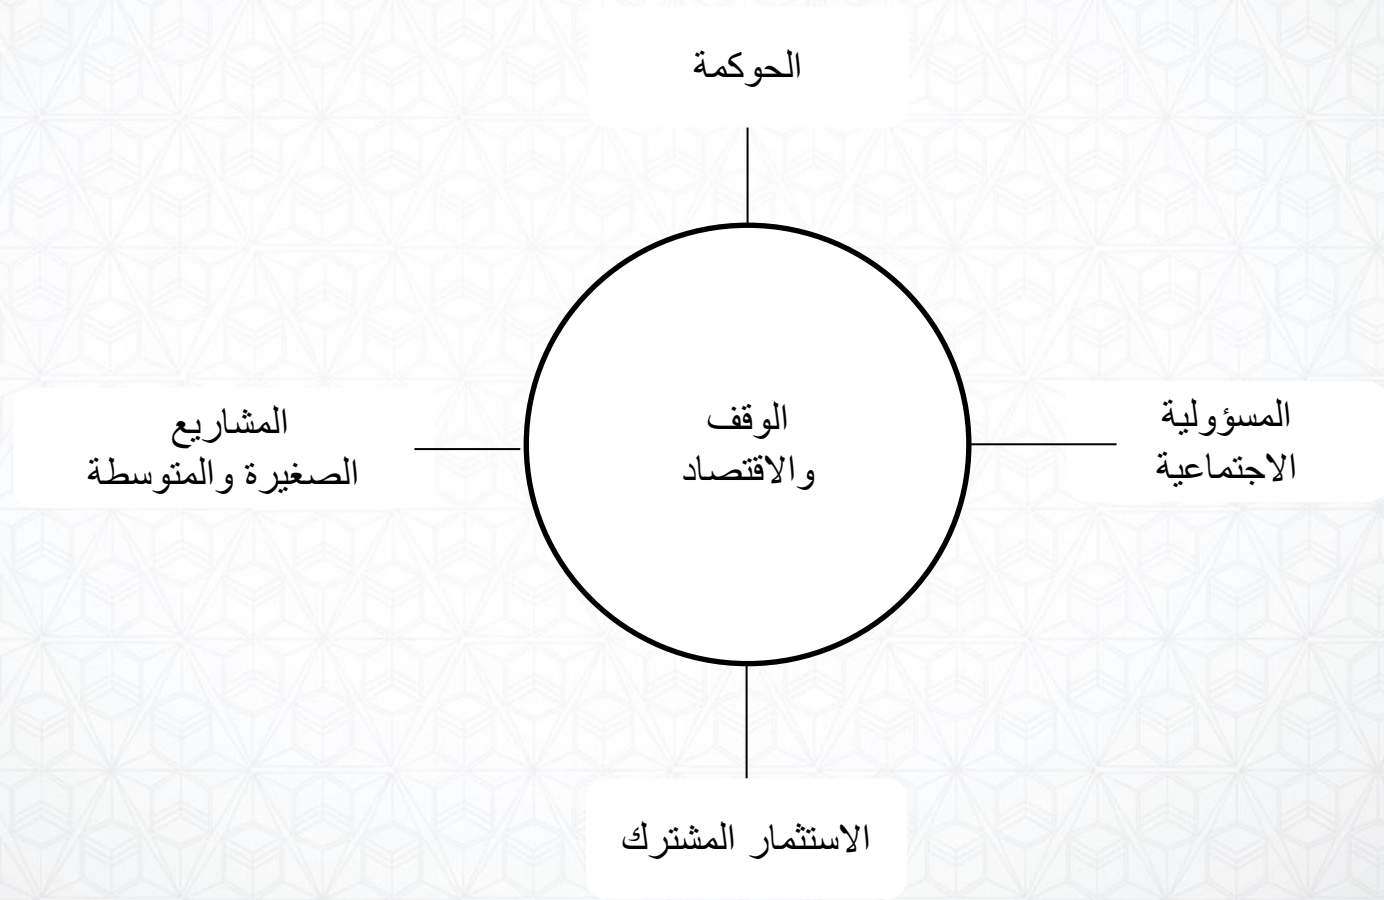 الحوكمة
المسؤولية
الاجتماعية
الوقف
والاقتصاد
المشاريع
الصغيرة والمتوسطة
الاستثمار المشترك